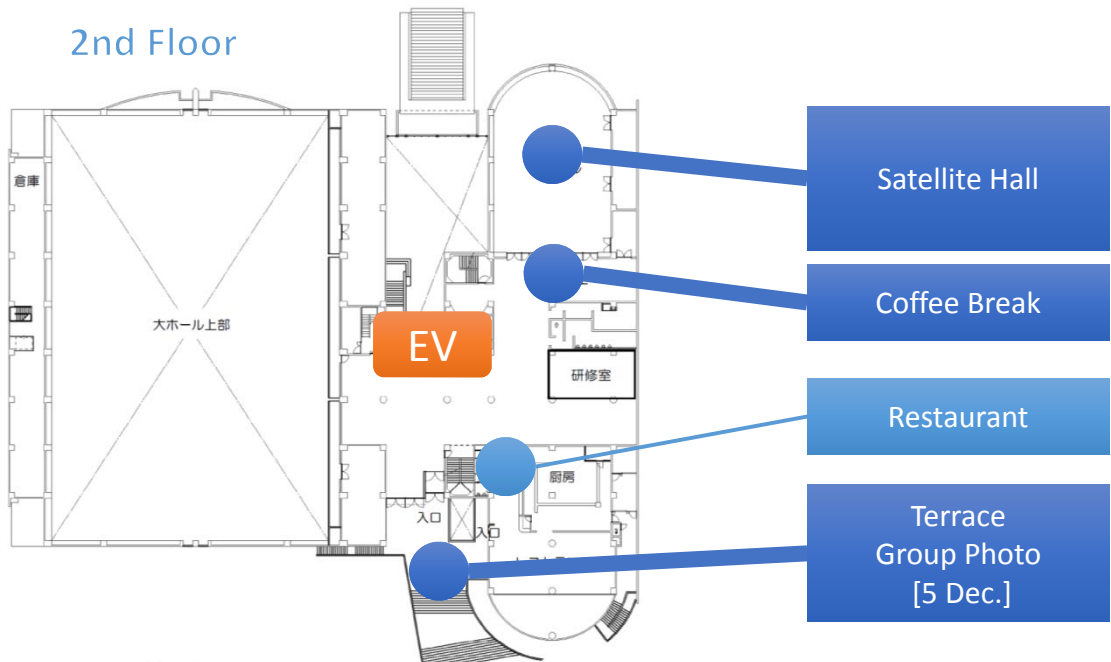 2nd Floor
Satellite Hall
倉庫
Coffee Break
大ホール上部
EV
研修室
Restaurant
厨房
入口
入口
Terrace
Group Photo
[5 Dec.]